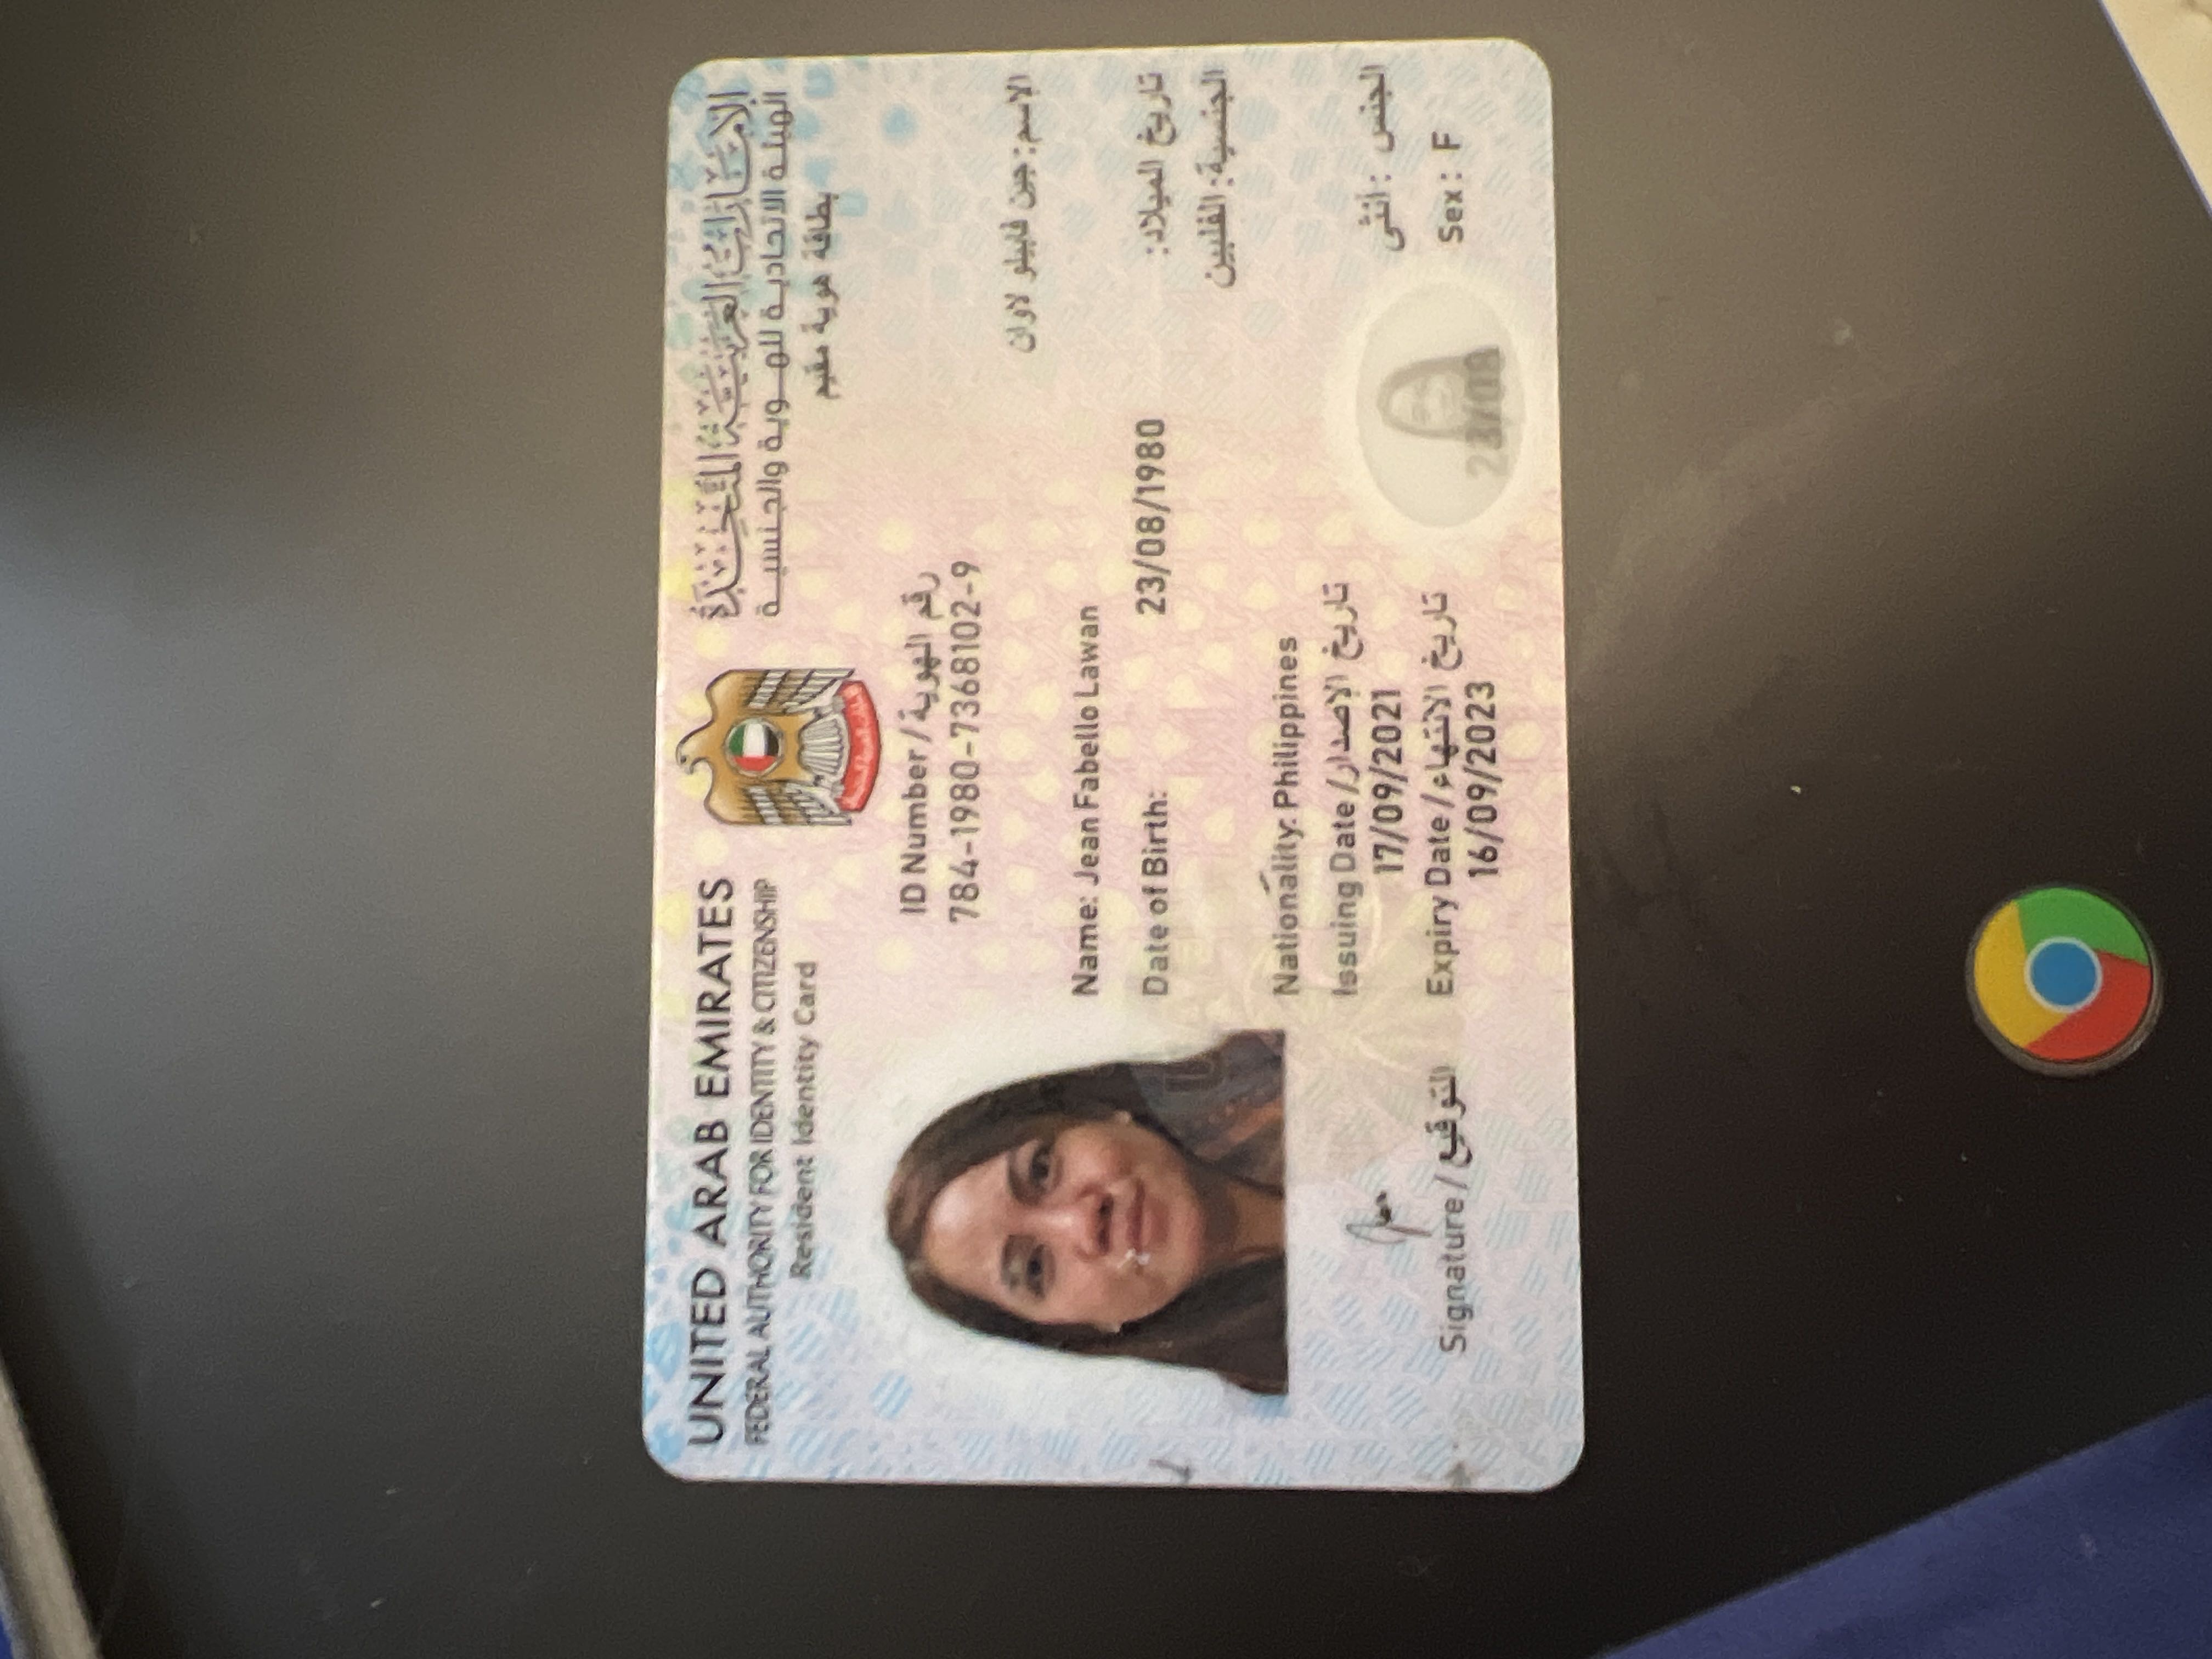 UNITED ARAB EMIRATES
FEDERAL AUTHORITY FOR IDENTITY & CITIZENSHIP
Resident Identity Card
الإمارات العربية المتحدة
الهيئة الاتحادية للهوية والجنسية
بطاقة هوية مقيم
ID Number / رقم الهوية
784-1980-7368102-9
الإسم: جين فابيلو لاوان
Name: Jean Fabello Lawan
Date of Birth: 23/08/1980 تاريخ الميلاد:
الجنسية: الفلبين
Nationality: Philippines
Issuing Date / تاريخ الإصدار
17/09/2021
Expiry Date / تاريخ الانتهاء
16/09/2023
الجنس : أنثى
Sex: F
Signature / التوقيع
23/08
UAE